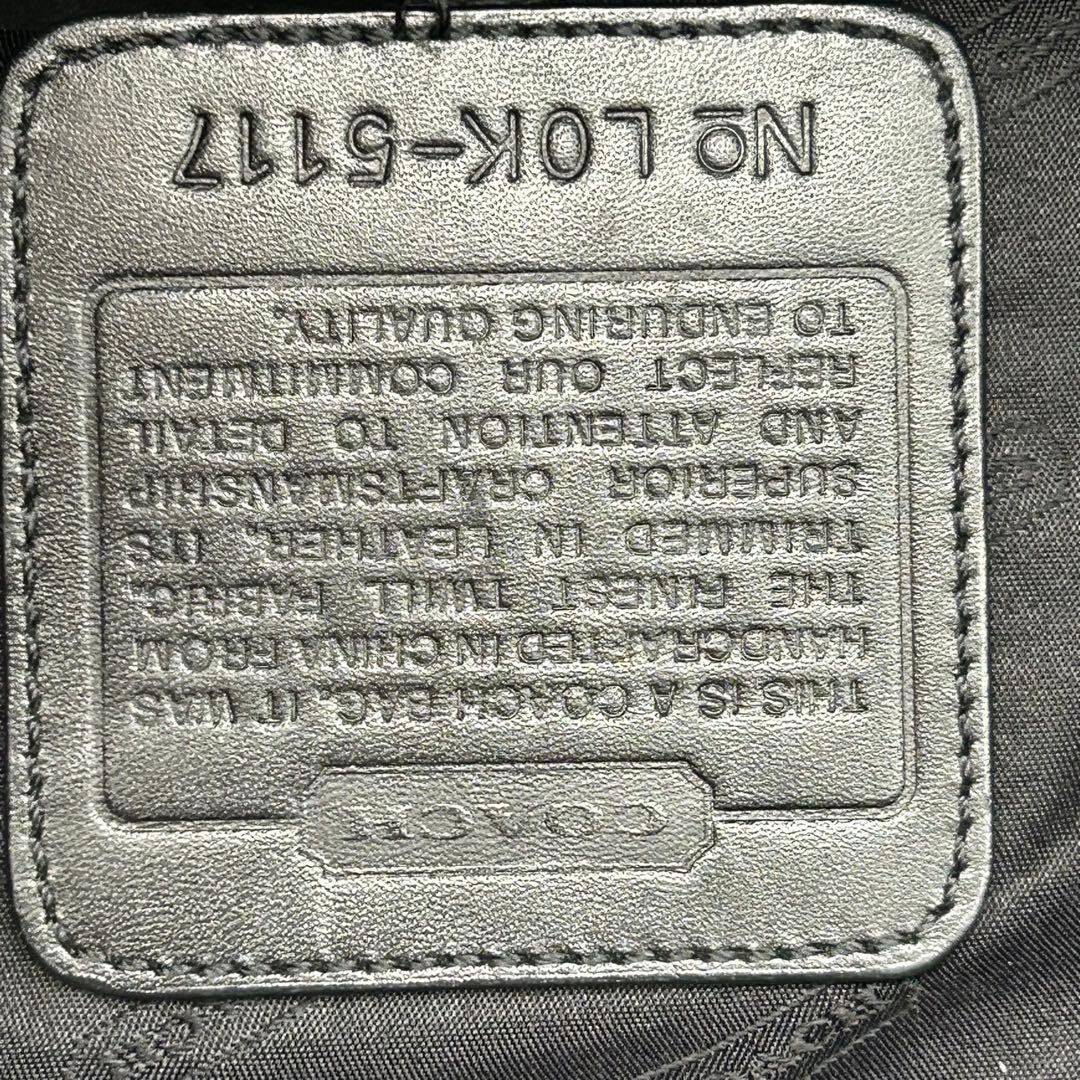 COACH
THIS IS A COACH BAG. IT WAS
HANDCRAFTED IN CHINA FROM
THE FINEST TWILL FABRIC,
TRIMMED IN LEATHER. IT'S
SUPERIOR CRAFTSMANSHIP
AND ATTENTION TO DETAIL
REFLECT OUR COMMITMENT
TO ENDURING QUALITY.
Nº L0K-5117